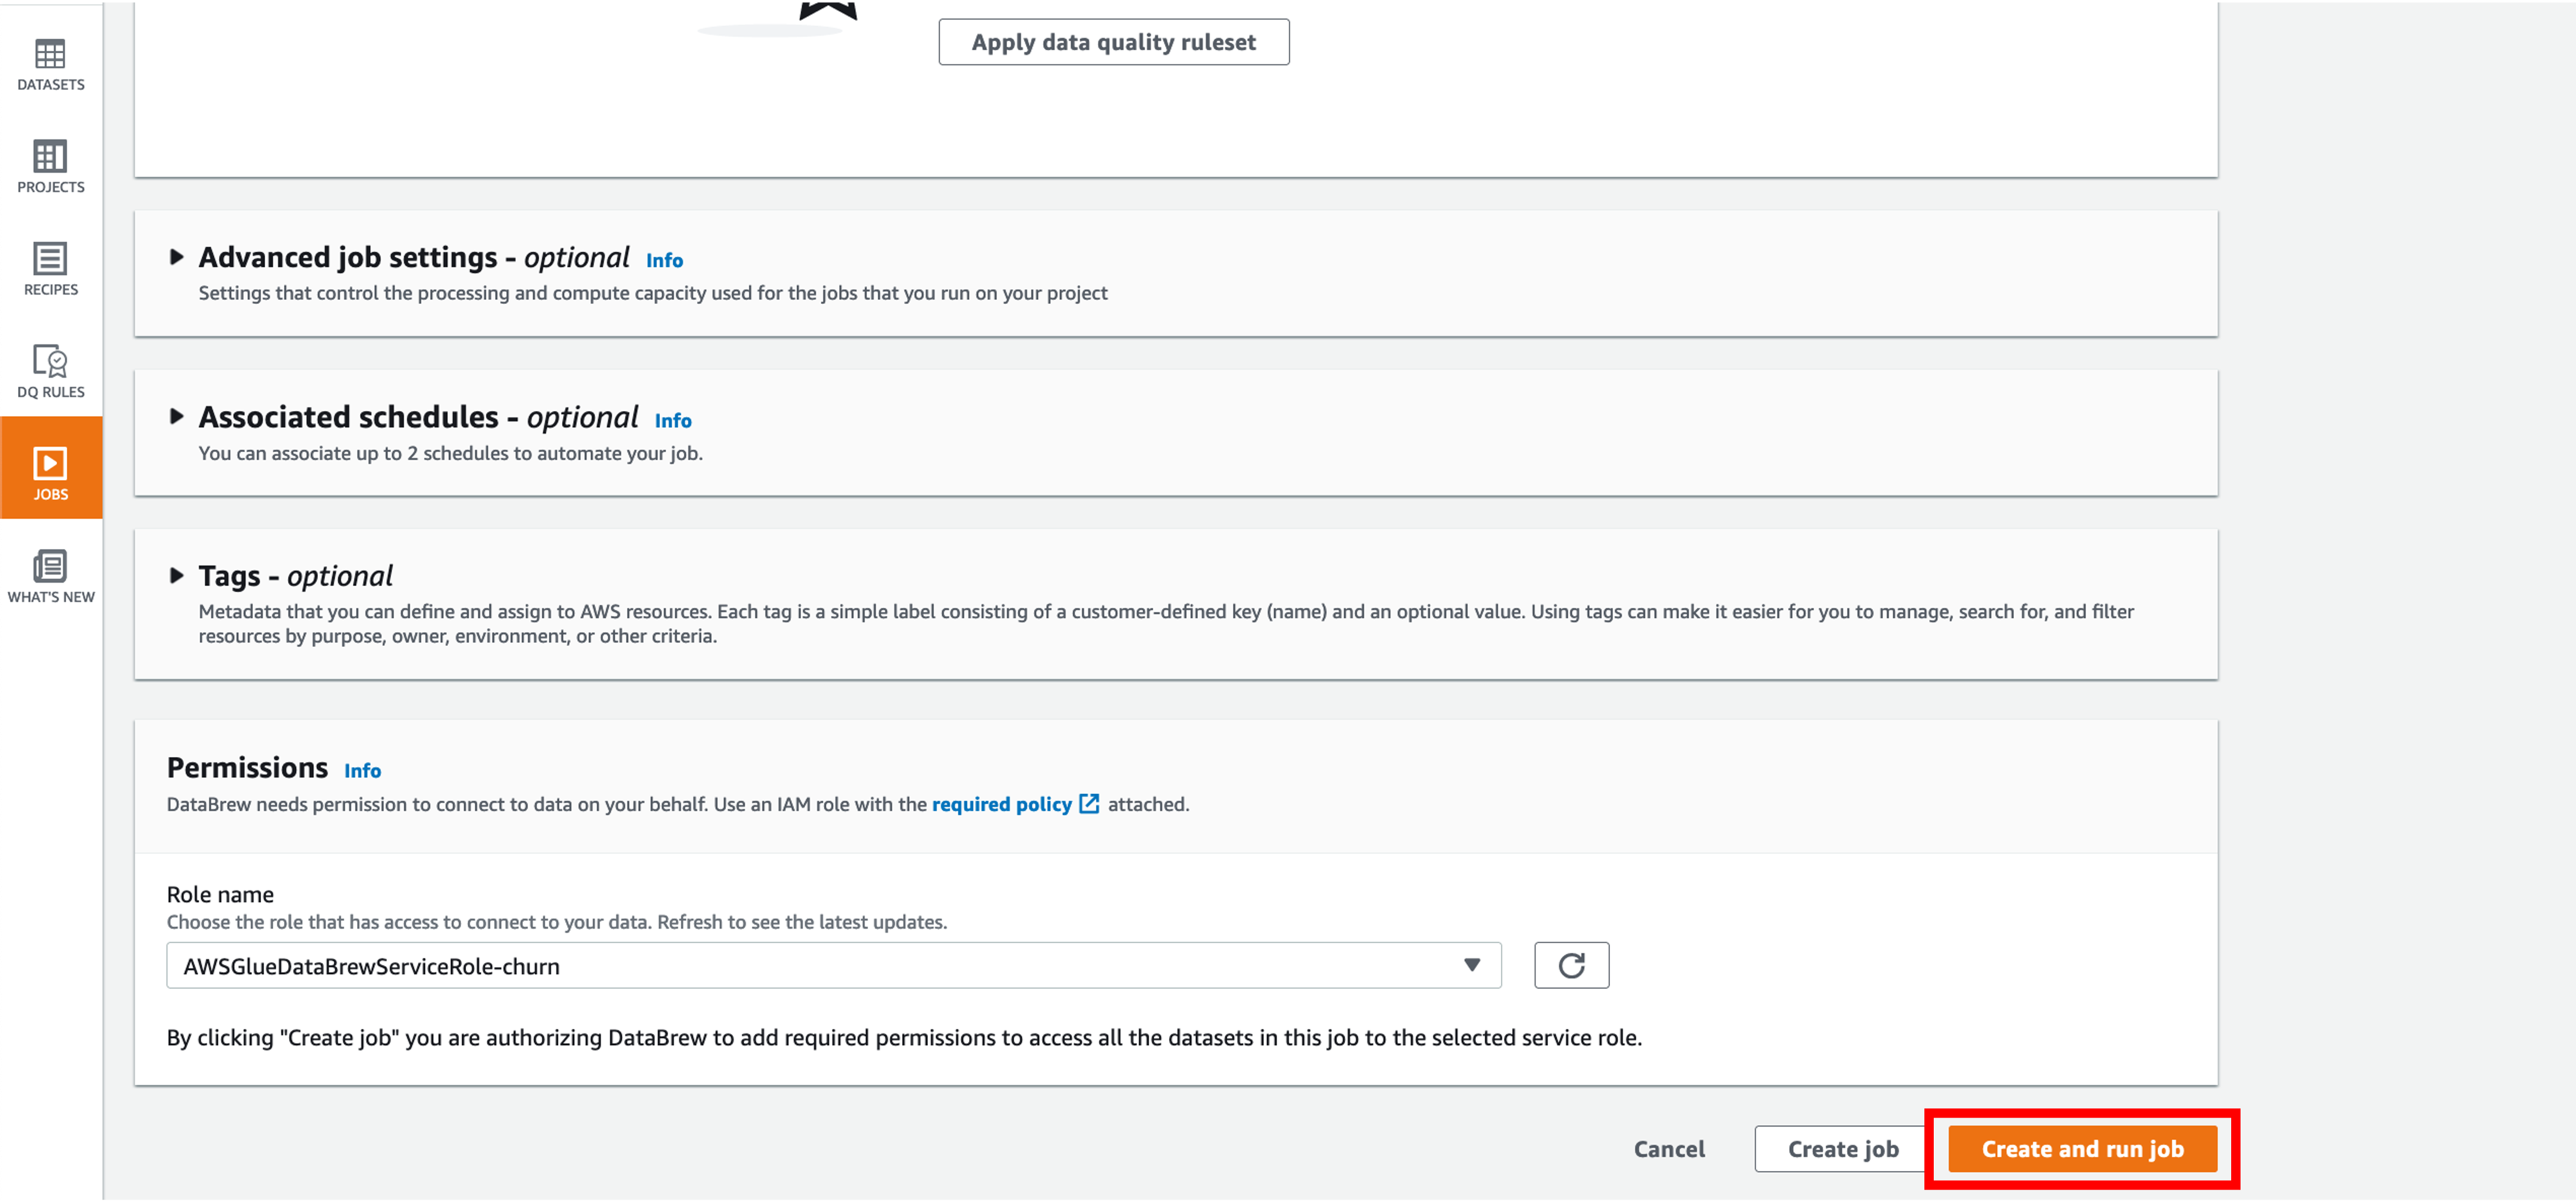 Apply data quality ruleset
DATASETS
PROJECTS
RECIPES
DQ RULES
JOBS
WHAT'S NEW
Advanced job settings - optional Info
Settings that control the processing and compute capacity used for the jobs that you run on your project
Associated schedules - optional Info
You can associate up to 2 schedules to automate your job.
Tags - optional
Metadata that you can define and assign to AWS resources. Each tag is a simple label consisting of a customer-defined key (name) and an optional value. Using tags can make it easier for you to manage, search for, and filter
resources by purpose, owner, environment, or other criteria.
Permissions Info
DataBrew needs permission to connect to data on your behalf. Use an IAM role with the required policy attached.
Role name
Choose the role that has access to connect to your data. Refresh to see the latest updates.
AWSGlueDataBrewServiceRole-churn
By clicking "Create job" you are authorizing DataBrew to add required permissions to access all the datasets in this job to the selected service role.
Cancel Create job Create and run job